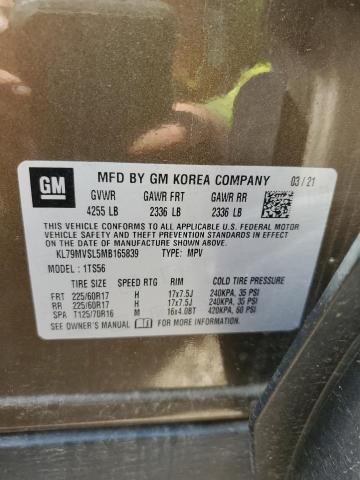 GM
MFD BY GM KOREA COMPANY 03/21
GVWR GAWR FRT GAWR RR
4255 LB 2336 LB 2336 LB
THIS VEHICLE CONFORMS TO ALL APPLICABLE U.S. FEDERAL MOTOR
VEHICLE SAFETY AND THEFT PREVENTION STANDARDS IN EFFECT
ON THE DATE OF MANUFACTURE SHOWN ABOVE.
KL79MVSL5MB165839 TYPE: MPV
MODEL: 1TS56
TIRE SIZE SPEED RTG RIM COLD TIRE PRESSURE
FRT 225/60R17 H 17x7.5J 240KPA, 35 PSI
RR 225/60R17 H 17x7.5J 240KPA, 35 PSI
SPA T125/70R16 M 16x4.0BT 420KPA, 60 PSI
SEE OWNER'S MANUAL FOR ADDITIONAL INFORMATION